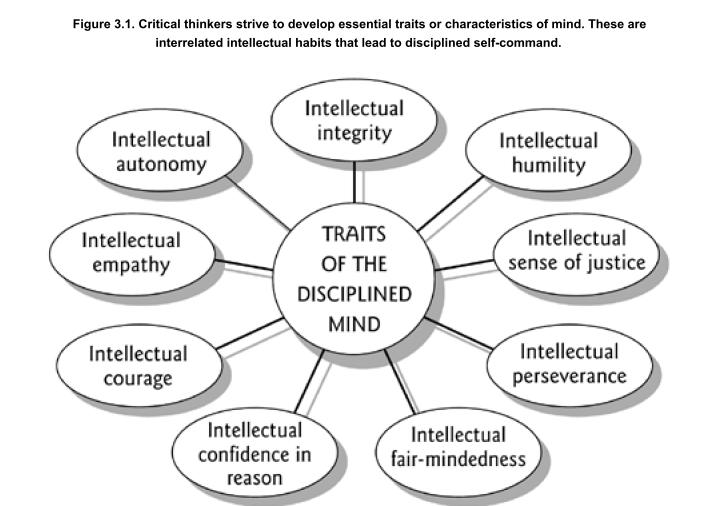 Figure 3.1. Critical thinkers strive to develop essential traits or characteristics of mind. These are
interrelated intellectual habits that lead to disciplined self-command.
Intellectual
integrity
Intellectual
autonomy
Intellectual
humility
Intellectual
empathy
TRAITS
OF THE
DISCIPLINED
MIND
Intellectual
sense of justice
Intellectual
courage
Intellectual
perseverance
Intellectual
confidence in
reason
Intellectual
fair-mindedness